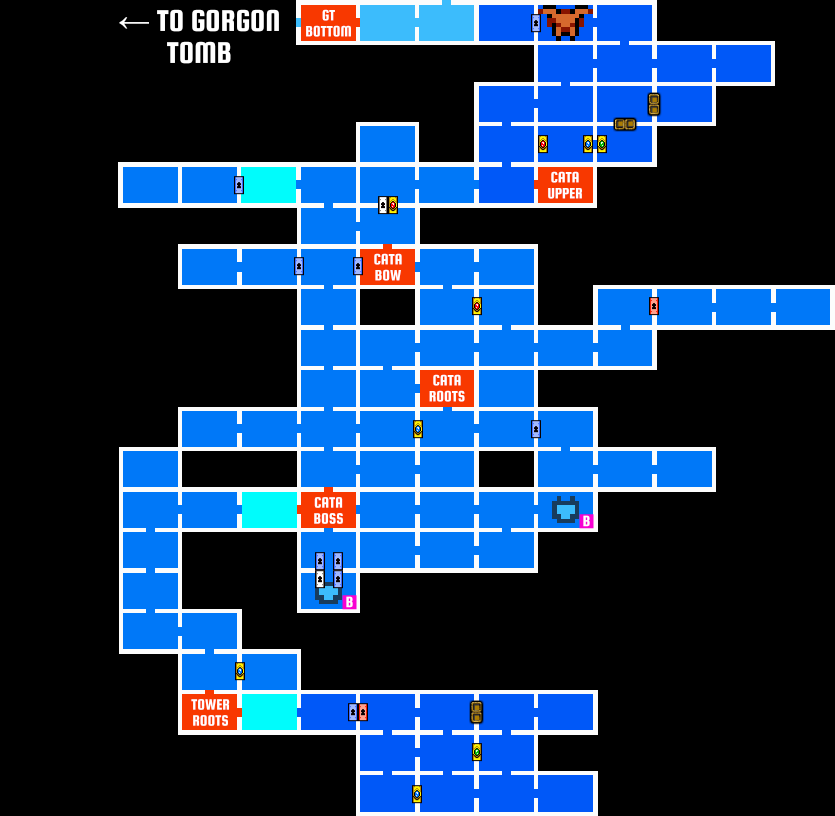 ← TO GORGON
TOMB
GT
BOTTOM
CATA
UPPER
CATA
BOW
CATA
ROOTS
CATA
BOSS
B
B
TOWER
ROOTS